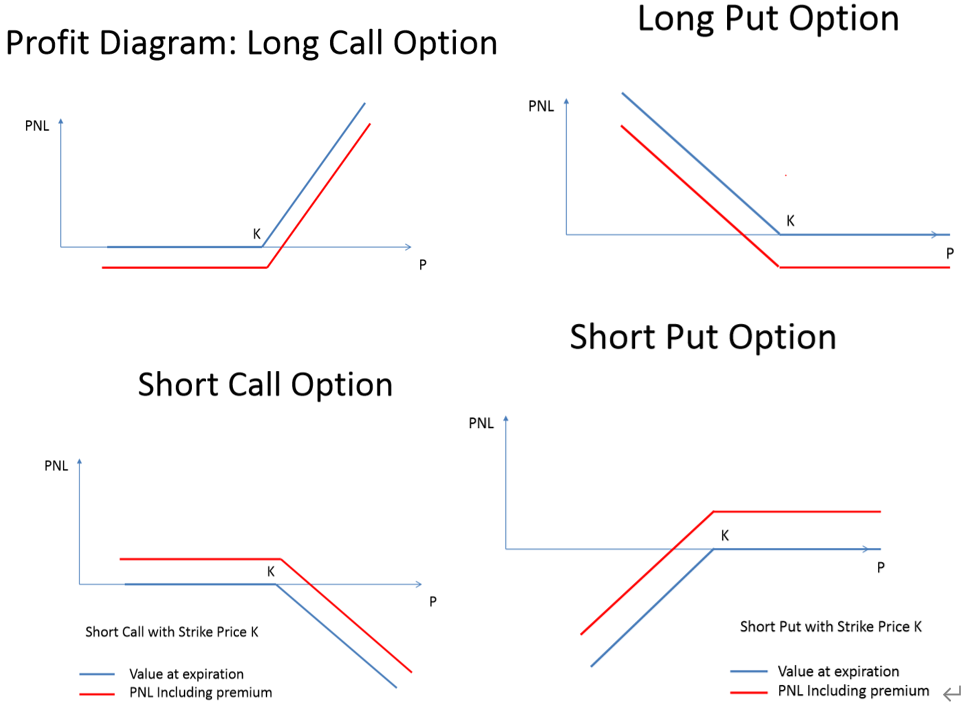 Profit Diagram: Long Call Option
PNL
K
P
Long Put Option
PNL
K
P
Short Call Option
PNL
K
P
Short Call with Strike Price K
Value at expiration
PNL Including premium
Short Put Option
PNL
K
P
Short Put with Strike Price K
Value at expiration
PNL Including premium